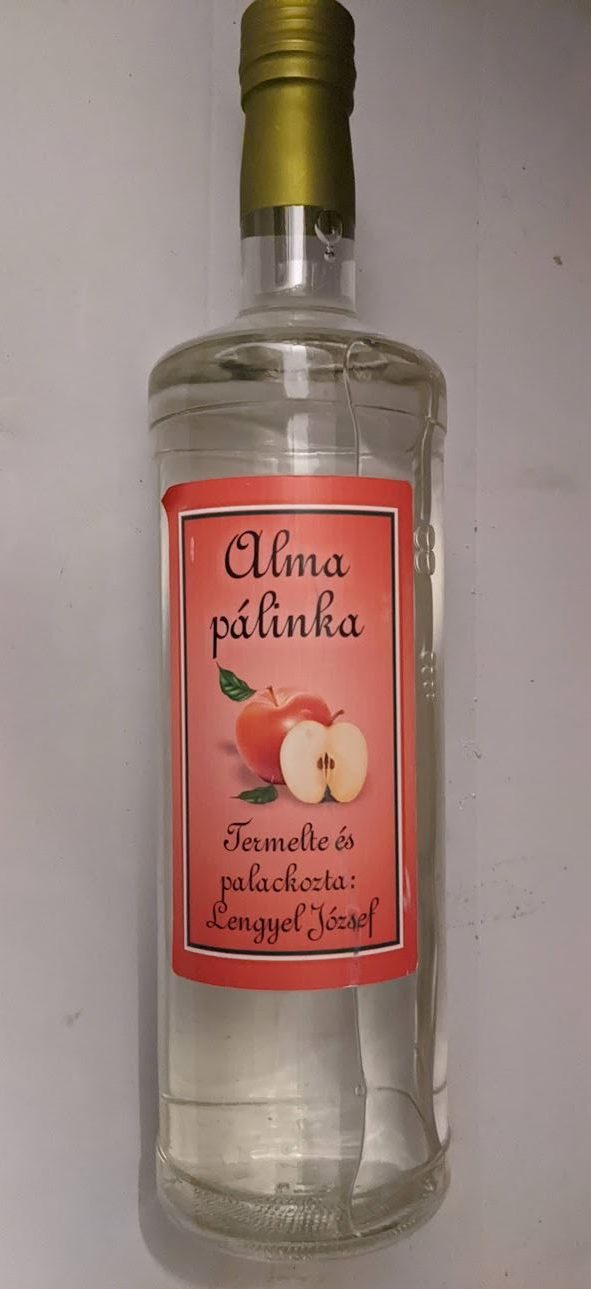 Alma
pálinka
Termelte és
palackozta:
Lengyel József